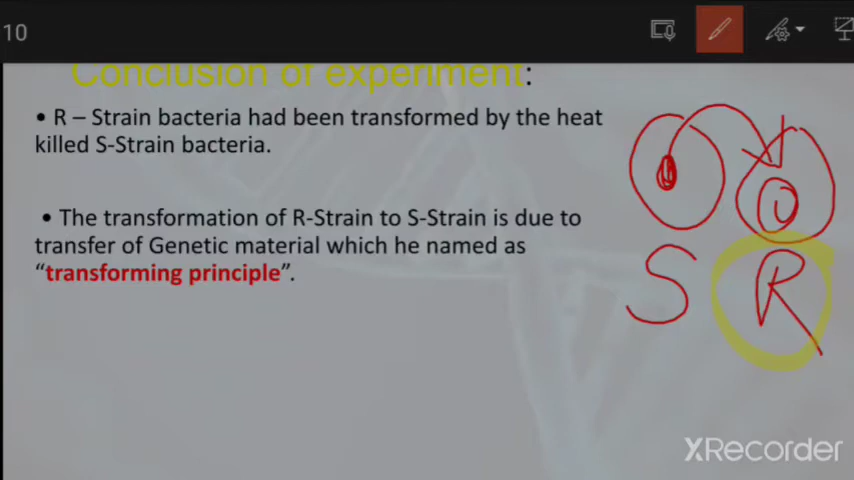 10
Conclusion of experiment:
• R – Strain bacteria had been transformed by the heat
killed S-Strain bacteria.
• The transformation of R-Strain to S-Strain is due to
transfer of Genetic material which he named as
“transforming principle”.
S R
XRecorder